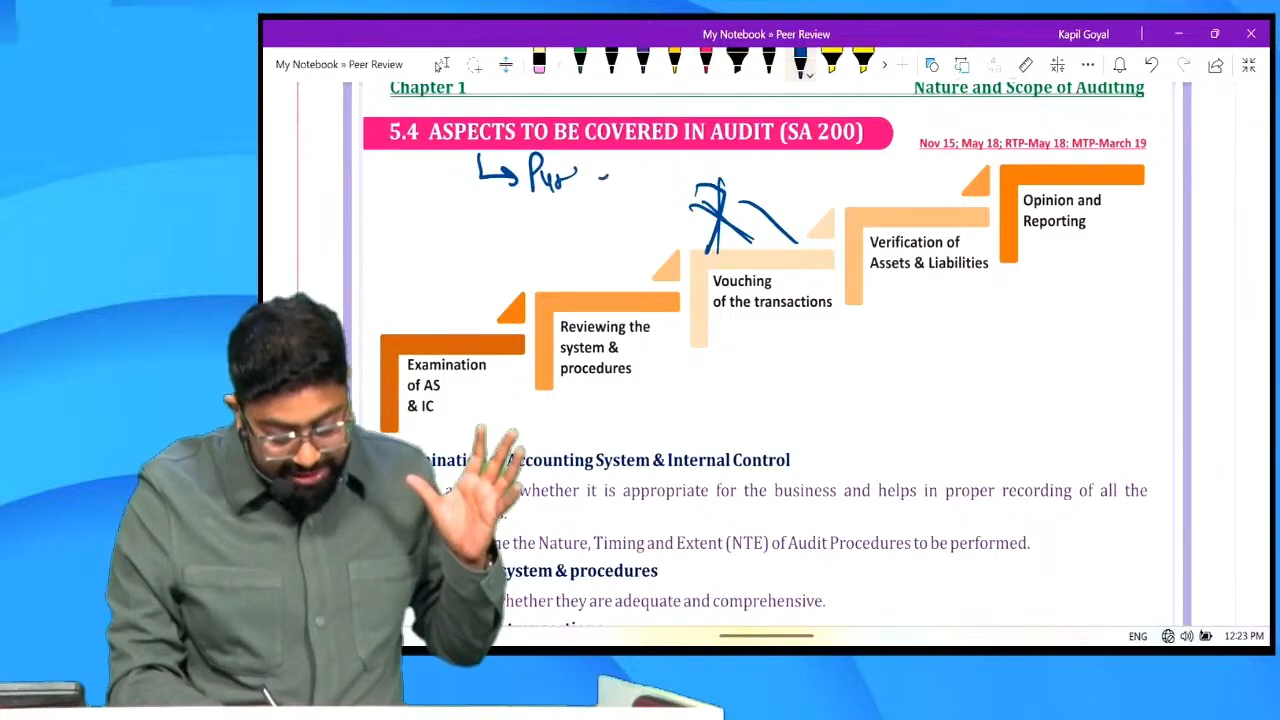 My Notebook » Peer Review
Kapil Goyal
My Notebook » Peer Review
Chapter 1
Nature and Scope of Auditing
5.4 ASPECTS TO BE COVERED IN AUDIT (SA 200)
Nov 15; May 18; RTP-May 18; MTP-March 19
Opinion and
Reporting
Verification of
Assets & Liabilities
Vouching
of the transactions
Reviewing the
system &
procedures
Examination
of AS
& IC
Accounting System & Internal Control
whether it is appropriate for the business and helps in proper recording of all the
the Nature, Timing and Extent (NTE) of Audit Procedures to be performed.
system & procedures
whether they are adequate and comprehensive.
ENG
12:23 PM